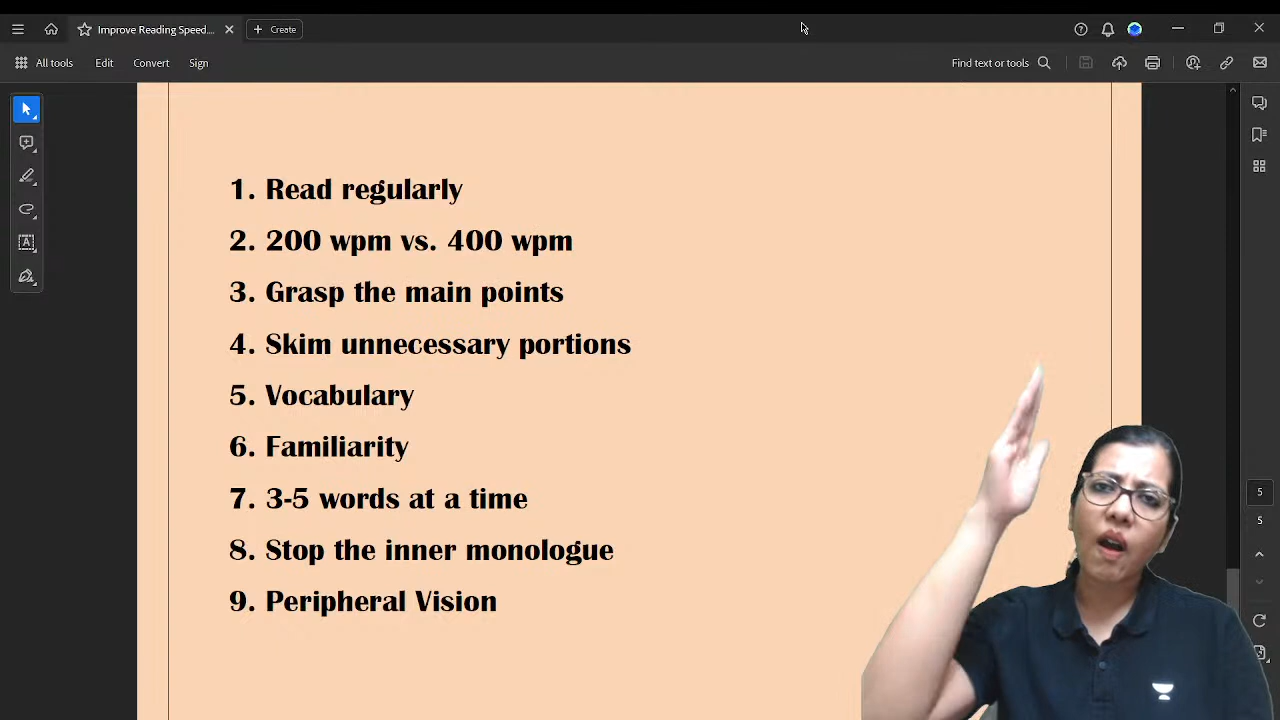 Improve Reading Speed...
Create
All tools
Edit
Convert
Sign
Find text or tools
1. Read regularly
2. 200 wpm vs. 400 wpm
3. Grasp the main points
4. Skim unnecessary portions
5. Vocabulary
6. Familiarity
7. 3-5 words at a time
8. Stop the inner monologue
9. Peripheral Vision
5
5